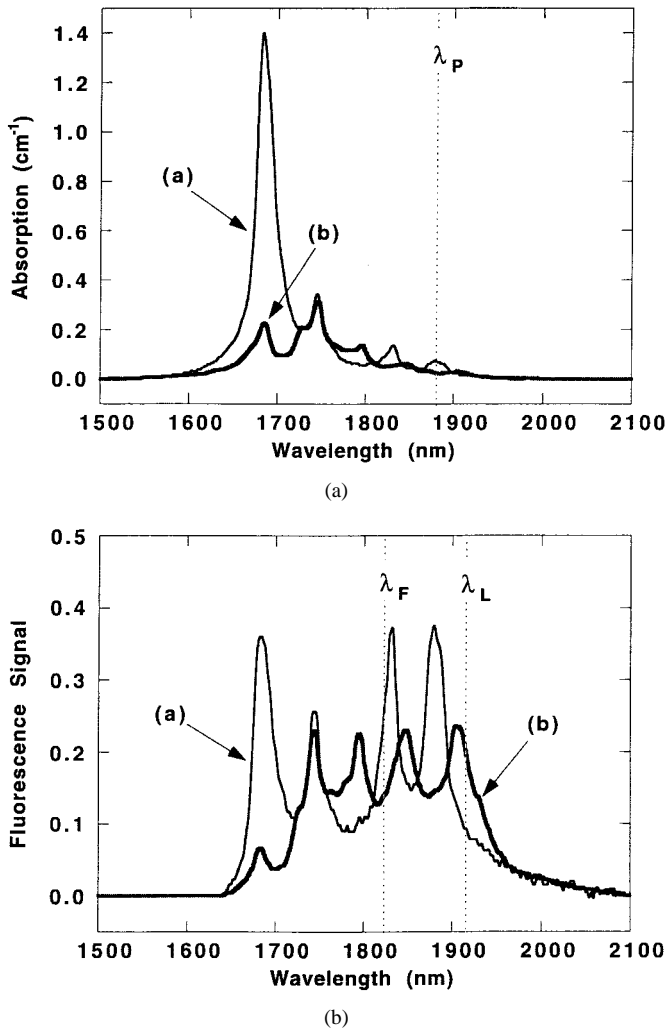 1.4
1.2
1.0
0.8
0.6
0.4
0.2
0.0
Absorption (cm-1)
(a)
(b)
λP
1500 1600 1700 1800 1900 2000 2100
Wavelength (nm)
(a)
0.5
0.4
0.3
0.2
0.1
0.0
Fluorescence Signal
(a)
λF
λL
(b)
1500 1600 1700 1800 1900 2000 2100
Wavelength (nm)
(b)